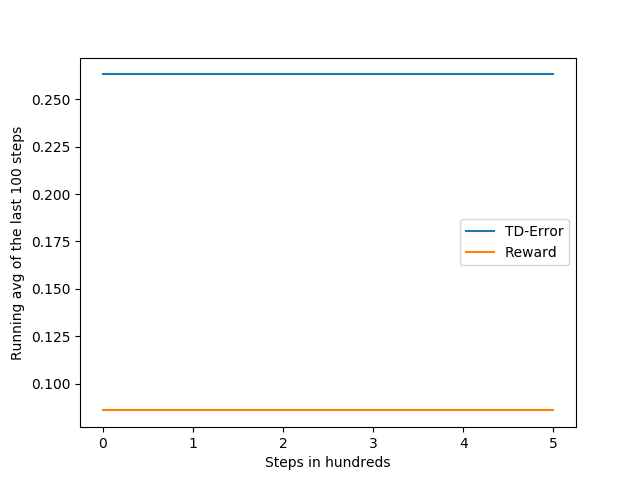 0.250
0.225
0.200
0.175
0.150
0.125
0.100
Running avg of the last 100 steps
TD-Error
Reward
0 1 2 3 4 5
Steps in hundreds